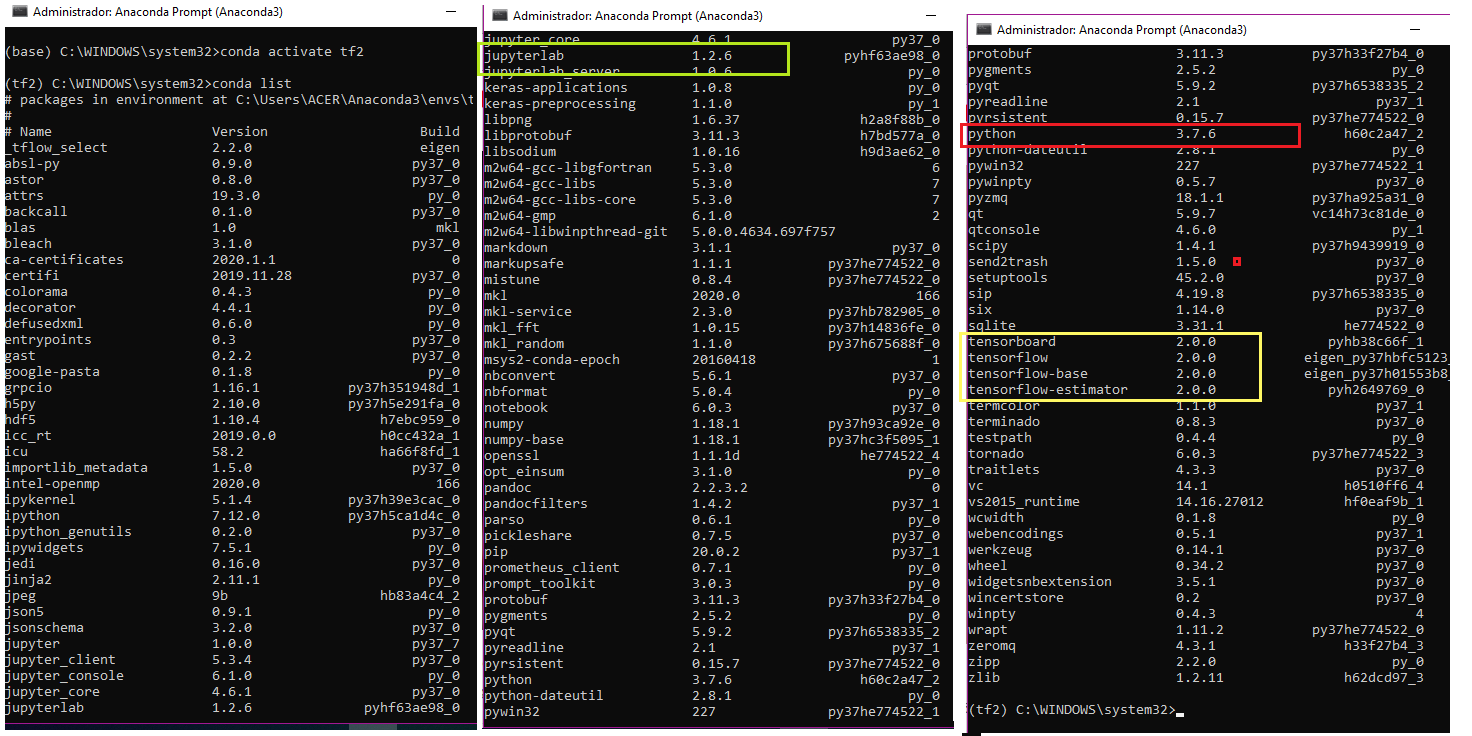 Administrador: Anaconda Prompt (Anaconda3)
(base) C:\WINDOWS\system32>conda activate tf2
(tf2) C:\WINDOWS\system32>conda list
# packages in environment at C:\Users\ACER\Anaconda3\envs\t
#
# Name Version Build
_tflow_select 2.2.0 eigen
absl-py 0.9.0 py37_0
astor 0.8.0 py37_0
attrs 19.3.0 py_0
backcall 0.1.0 py37_0
blas 1.0 mkl
bleach 3.1.0 py37_0
ca-certificates 2020.1.1 0
certifi 2019.11.28 py37_0
colorama 0.4.3 py_0
decorator 4.4.1 py_0
defusedxml 0.6.0 py_0
entrypoints 0.3 py37_0
gast 0.2.2 py37_0
google-pasta 0.1.8 py_0
grpcio 1.16.1 py37h351948d_1
h5py 2.10.0 py37h5e291fa_0
hdf5 1.10.4 h7ebc959_0
icc_rt 2019.0.0 h0cc432a_1
icu 58.2 ha66f8fd_1
importlib_metadata 1.5.0 py37_0
intel-openmp 2020.0 166
ipykernel 5.1.4 py37h39e3cac_0
ipython 7.12.0 py37h5ca1d4c_0
ipython_genutils 0.2.0 py37_0
ipywidgets 7.5.1 py_0
jedi 0.16.0 py37_0
jinja2 2.11.1 py_0
jpeg 9b hb83a4c4_2
json5 0.9.1 py_0
jsonschema 3.2.0 py37_0
jupyter 1.0.0 py37_7
jupyter_client 5.3.4 py37_0
jupyter_console 6.1.0 py_0
jupyter_core 4.6.1 py37_0
jupyterlab 1.2.6 pyhf63ae98_0
Administrador: Anaconda Prompt (Anaconda3)
jupyter_core 4.6.1 py37_0
jupyterlab 1.2.6 pyhf63ae98_0
jupyterlab_server 1.0.6 py_0
keras-applications 1.0.8 py_0
keras-preprocessing 1.1.0 py_1
libpng 1.6.37 h2a8f88b_0
libprotobuf 3.11.3 h7bd577a_0
libsodium 1.0.16 h9d3ae62_0
m2w64-gcc-libgfortran 5.3.0 6
m2w64-gcc-libs 5.3.0 7
m2w64-gcc-libs-core 5.3.0 7
m2w64-gmp 6.1.0 2
m2w64-libwinpthread-git 5.0.0.4634.697f757
markdown 3.1.1 py37_0
markupsafe 1.1.1 py37he774522_0
mistune 0.8.4 py37he774522_0
mkl 2020.0 166
mkl-service 2.3.0 py37hb782905_0
mkl_fft 1.0.15 py37h14836fe_0
mkl_random 1.1.0 py37h675688f_0
msys2-conda-epoch 20160418 1
nbconvert 5.6.1 py37_0
nbformat 5.0.4 py_0
notebook 6.0.3 py37_0
numpy 1.18.1 py37h93ca92e_0
numpy-base 1.18.1 py37hc3f5095_1
openssl 1.1.1d he774522_4
opt_einsum 3.1.0 py_0
pandoc 2.2.3.2 0
pandocfilters 1.4.2 py37_1
parso 0.6.1 py_0
pickleshare 0.7.5 py37_0
pip 20.0.2 py37_1
prometheus_client 0.7.1 py_0
prompt_toolkit 3.0.3 py_0
protobuf 3.11.3 py37h33f27b4_0
pygments 2.5.2 py_0
pyqt 5.9.2 py37h6538335_2
pyreadline 2.1 py37_1
pyrsistent 0.15.7 py37he774522_0
python 3.7.6 h60c2a47_2
python-dateutil 2.8.1 py_0
pywin32 227 py37he774522_1
Administrador: Anaconda Prompt (Anaconda3)
protobuf 3.11.3 py37h33f27b4_0
pygments 2.5.2 py_0
pyqt 5.9.2 py37h6538335_2
pyreadline 2.1 py37_1
pyrsistent 0.15.7 py37he774522_0
python 3.7.6 h60c2a47_2
python-dateutil 2.8.1 py_0
pywin32 227 py37he774522_1
pywinpty 0.5.7 py37_0
pyzmq 18.1.1 py37ha925a31_0
qt 5.9.7 vc14h73c81de_0
qtconsole 4.6.0 py_1
scipy 1.4.1 py37h9439919_0
send2trash 1.5.0 py37_0
setuptools 45.2.0 py37_0
sip 4.19.8 py37h6538335_0
six 1.14.0 py37_0
sqlite 3.31.1 he774522_0
tensorboard 2.0.0 pyhb38c66f_1
tensorflow 2.0.0 eigen_py37hbfc5123_
tensorflow-base 2.0.0 eigen_py37h01553b8_
tensorflow-estimator 2.0.0 pyh2649769_0
termcolor 1.1.0 py37_1
terminado 0.8.3 py37_0
testpath 0.4.4 py_0
tornado 6.0.3 py37he774522_3
traitlets 4.3.3 py37_0
vc 14.1 h0510ff6_4
vs2015_runtime 14.16.27012 hf0eaf9b_1
wcwidth 0.1.8 py_0
webencodings 0.5.1 py37_1
werkzeug 0.14.1 py37_0
wheel 0.34.2 py37_0
widgetsnbextension 3.5.1 py37_0
wincertstore 0.2 py37_0
winpty 0.4.3 4
wrapt 1.11.2 py37he774522_0
zeromq 4.3.1 h33f27b4_3
zipp 2.2.0 py_0
zlib 1.2.11 h62dcd97_3
(tf2) C:\WINDOWS\system32>